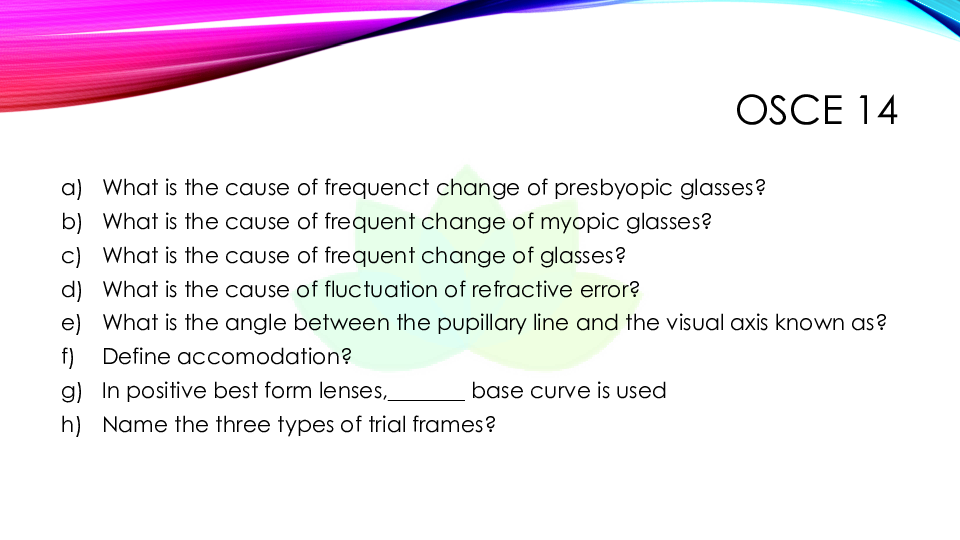 OSCE 14
a) What is the cause of frequenct change of presbyopic glasses?
b) What is the cause of frequent change of myopic glasses?
c) What is the cause of frequent change of glasses?
d) What is the cause of fluctuation of refractive error?
e) What is the angle between the pupillary line and the visual axis known as?
f) Define accomodation?
g) In positive best form lenses,_______ base curve is used
h) Name the three types of trial frames?